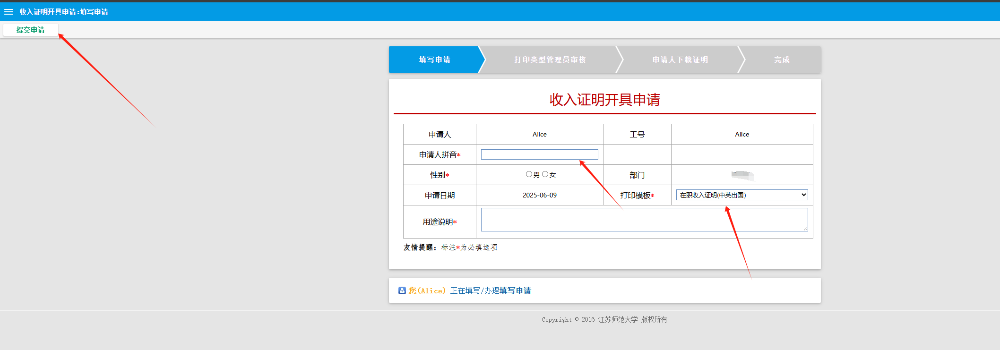 收入证明开具申请:填写申请
提交申请
填写申请 打印类型管理员审核 申请人下载证明 完成
收入证明开具申请
申请人 Alice 工号 Alice
申请人拼音*
性别* 男 女 部门
申请日期 2025-06-09 打印模板* 在职收入证明(中英出国)
用途说明*
友情提醒：标注*为必填选项
您(Alice) 正在填写/办理填写申请
Copyright © 2016 江苏师范大学 版权所有